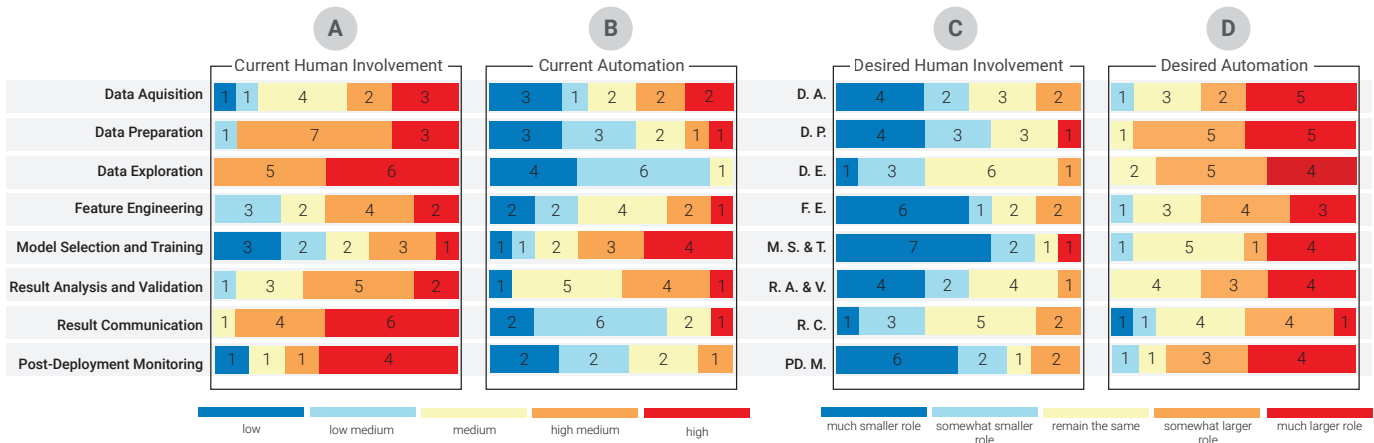 A B C D
Current Human Involvement Current Automation Desired Human Involvement Desired Automation
Data Aquisition 1 1 4 2 3 3 1 2 2 2 D. A. 4 2 3 2 1 3 2 5
Data Preparation 1 7 3 3 3 2 1 1 D. P. 4 3 3 1 1 5 5
Data Exploration 5 6 4 6 1 D. E. 1 3 6 1 2 5 4
Feature Engineering 3 2 4 2 2 2 4 2 1 F. E. 6 1 2 2 1 3 4 3
Model Selection and Training 3 2 2 3 1 1 1 2 3 4 M. S. & T. 7 2 1 1 1 5 1 4
Result Analysis and Validation 1 3 5 2 1 5 4 1 R. A. & V. 4 2 4 1 4 3 4
Result Communication 1 4 6 2 6 2 1 R. C. 1 3 5 2 1 1 4 4 1
Post-Deployment Monitoring 1 1 1 4 2 2 2 1 PD. M. 6 2 1 2 1 1 3 4
low low medium medium high medium high much smaller role somewhat smaller remain the same somewhat larger much larger role
role role